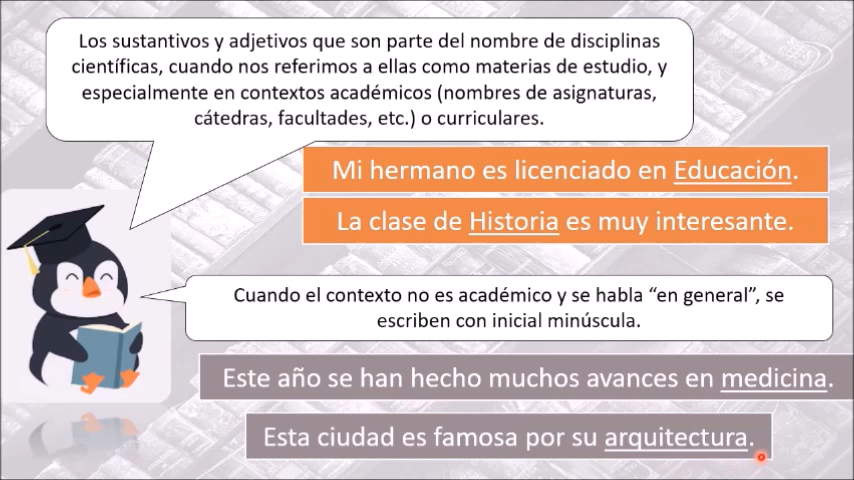 Los sustantivos y adjetivos que son parte del nombre de disciplinas
científicas, cuando nos referimos a ellas como materias de estudio, y
especialmente en contextos académicos (nombres de asignaturas,
cátedras, facultades, etc.) o curriculares.
Mi hermano es licenciado en Educación.
La clase de Historia es muy interesante.
Cuando el contexto no es académico y se habla “en general”, se
escriben con inicial minúscula.
Este año se han hecho muchos avances en medicina.
Esta ciudad es famosa por su arquitectura.